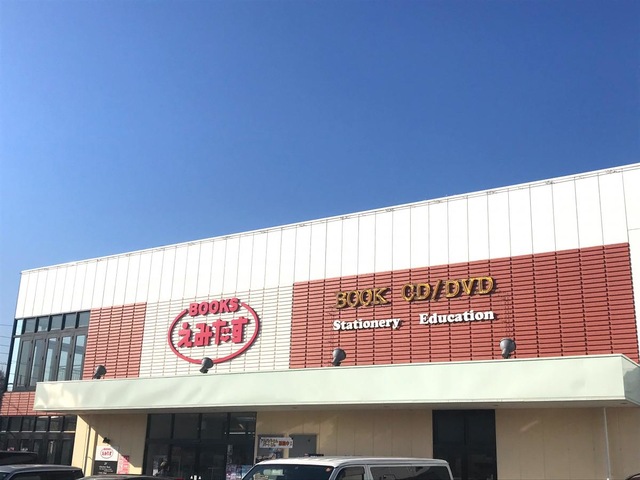 BOOKS
えみたす
BOOK CD/DVD
Stationery Education